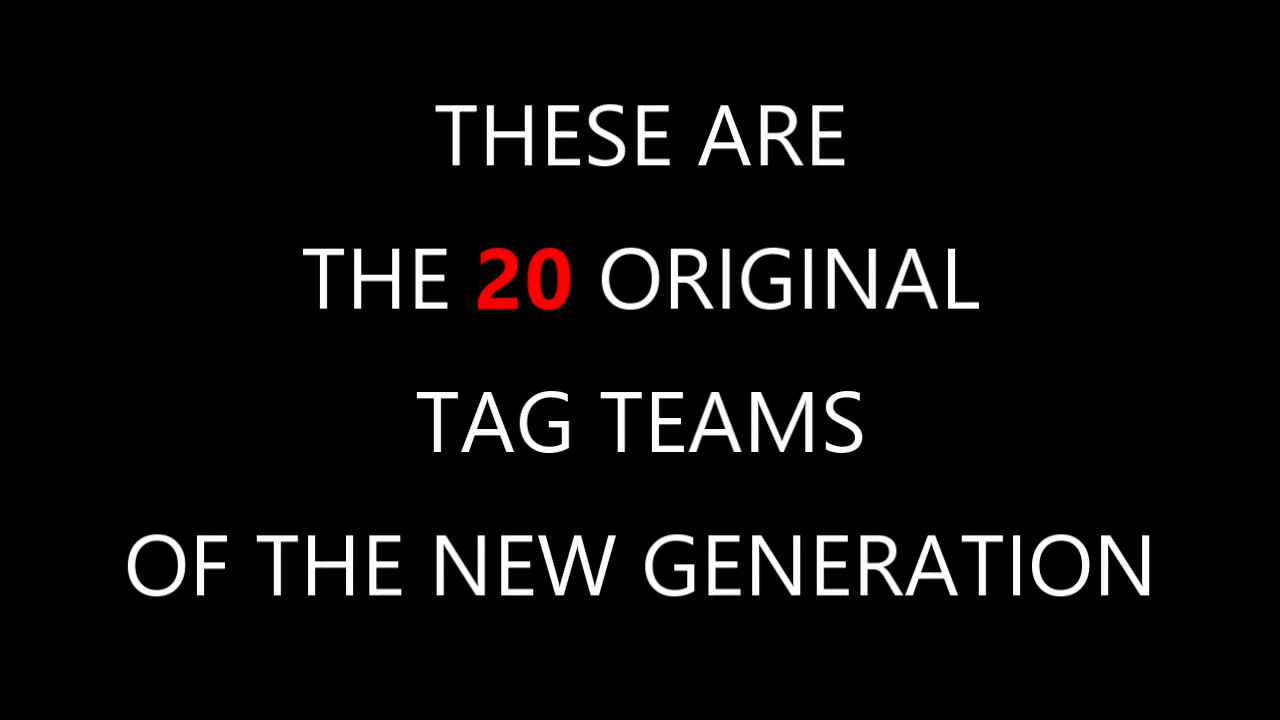 THESE ARE
THE 20 ORIGINAL
TAG TEAMS
OF THE NEW GENERATION